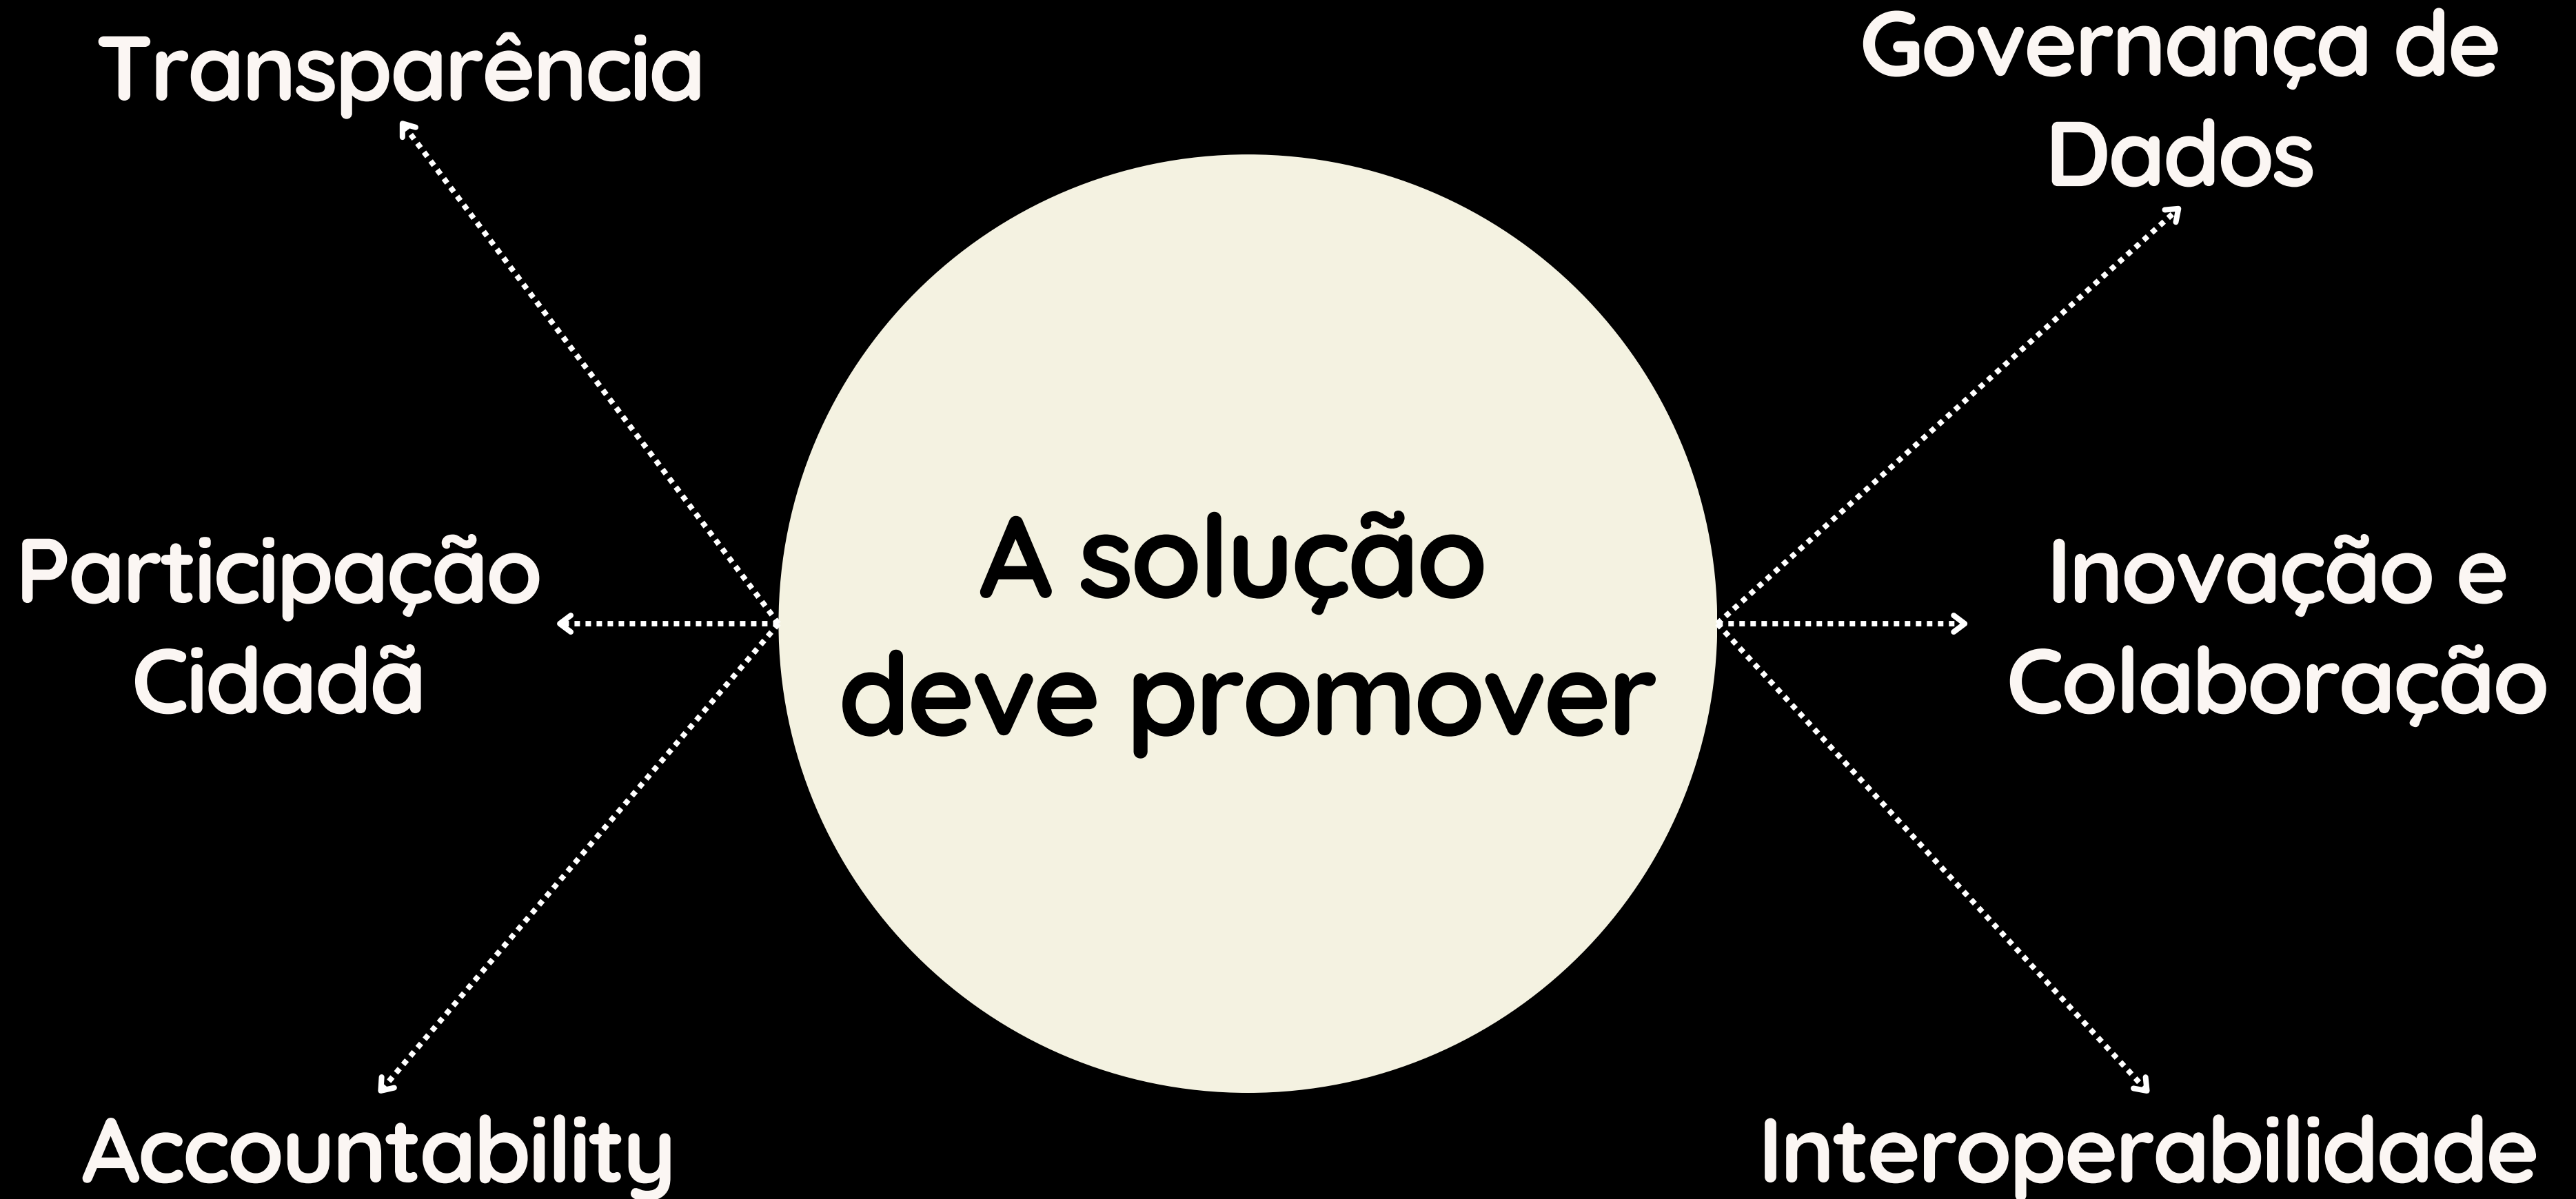 Transparência
Governança de
Dados
A solução
deve promover
Participação
Cidadã
Inovação e
Colaboração
Accountability
Interoperabilidade